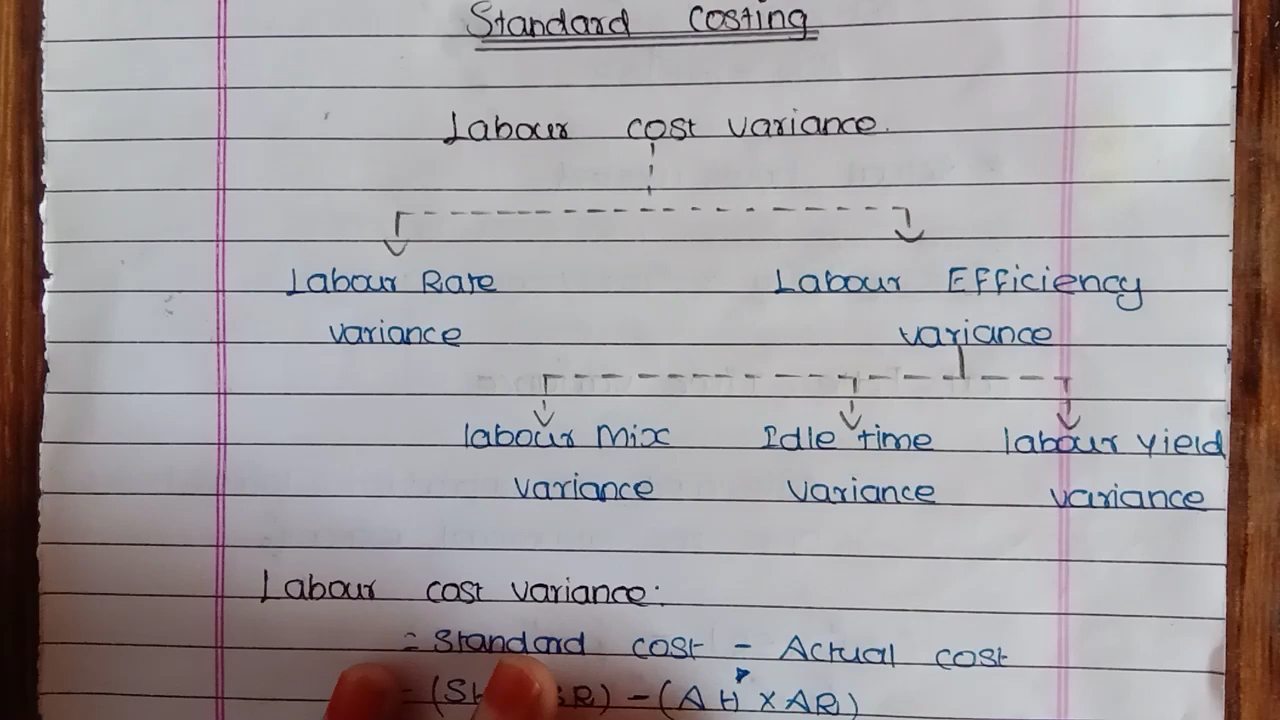 Standard costing
Labour cost variance.
Labour Rate
variance
Labour Efficiency
variance
labour Mix
variance
Idle time
variance
labour yield
variance
Labour cost variance:
= Standard cost - Actual cost
= - (AH X AR)